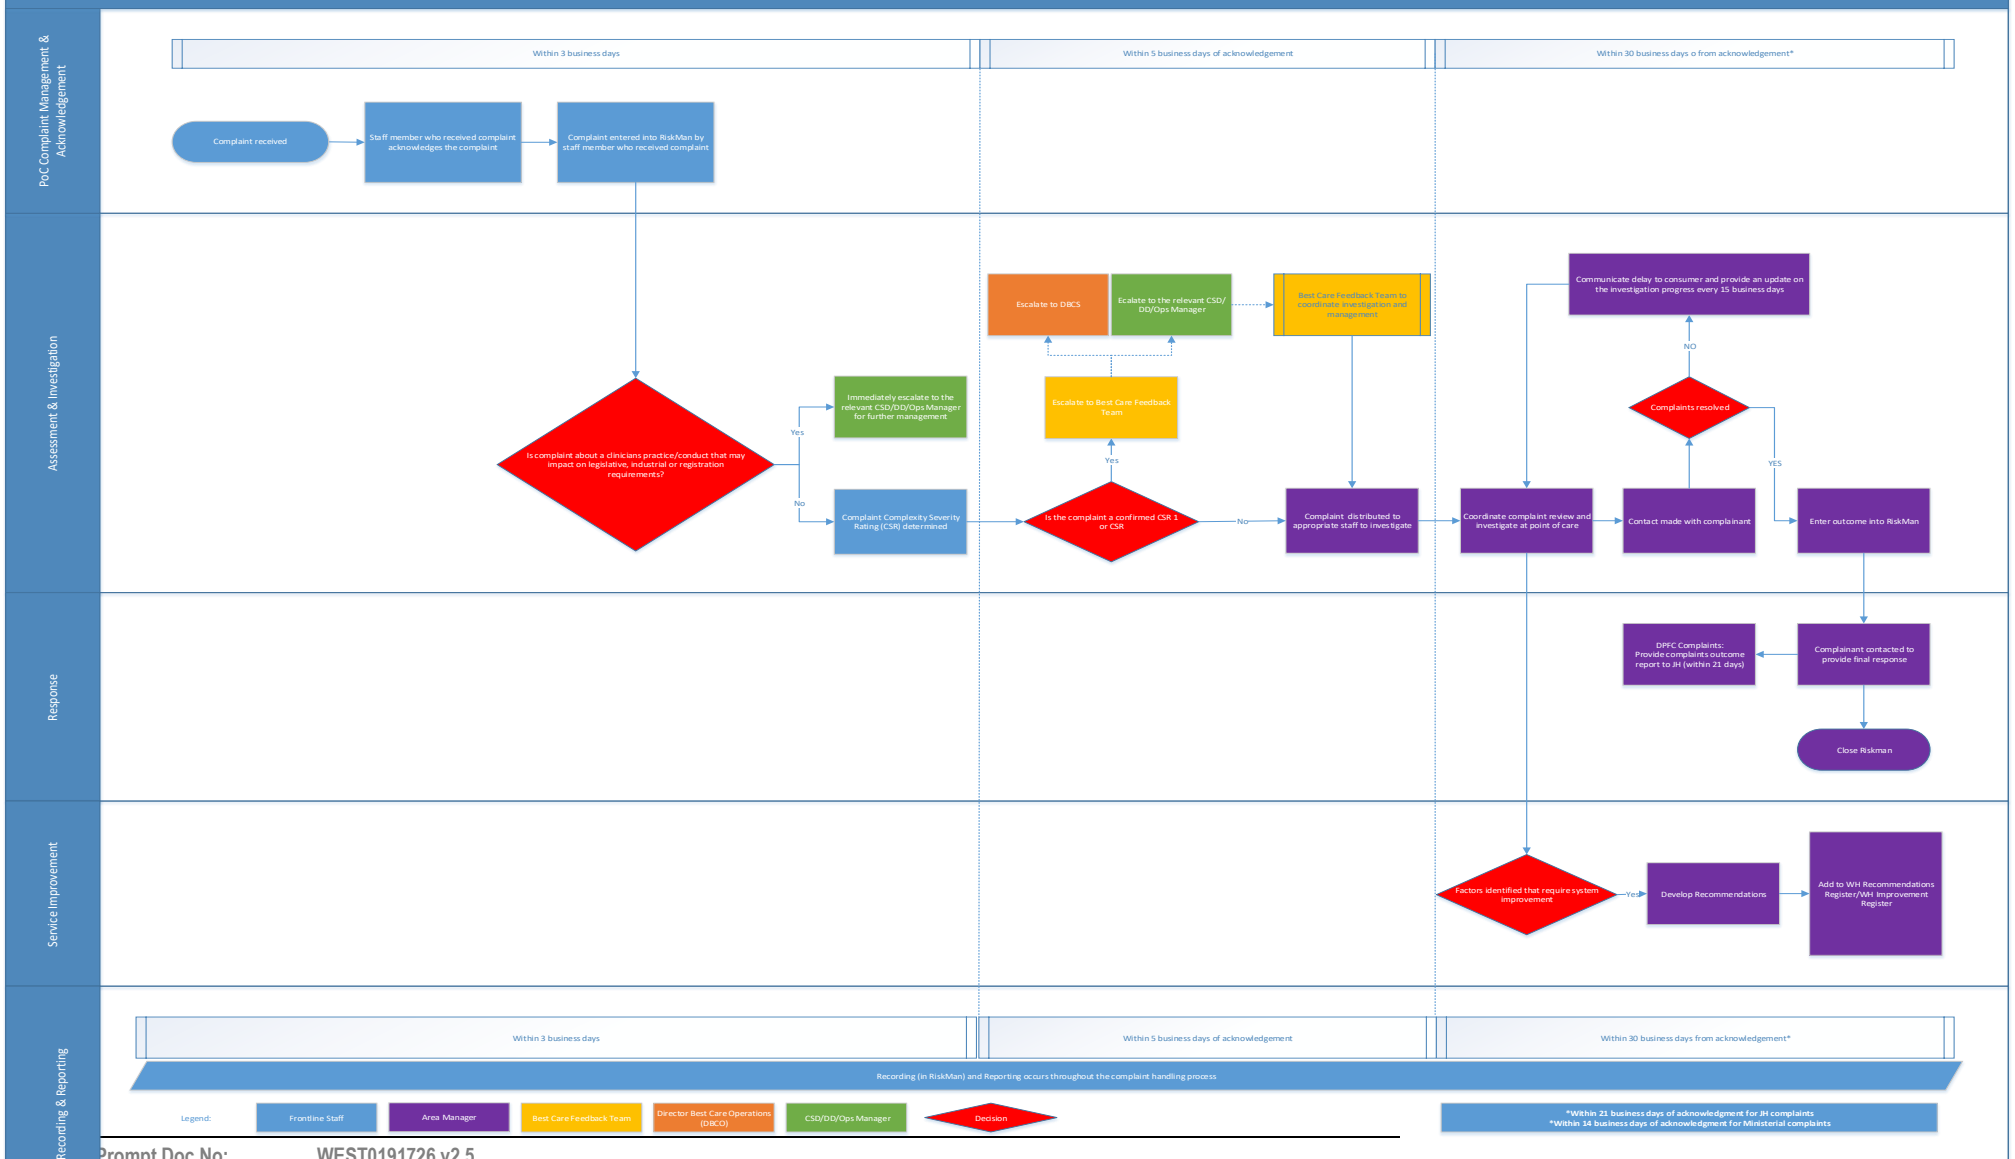 PoC Complaint Management &
Acknowledgement
Within 3 business days
Within 5 business days of acknowledgement
Within 30 business days o from acknowledgement*
Complaint received
Staff member who received complaint
acknowledges the complaint
Complaint entered into RiskMan by
staff member who received complaint
Assessment & Investigation
Communicate delay to consumer and provide an update on
the investigation progress every 15 business days
Escalate to DBCS
Ecalate to the relevant CSD/
DD/Ops Manager
Best Care Feedback Team to
coordinate investigation and
management
NO
Immediately escalate to the
relevant CSD/DD/Ops Manager
for further management
Escalate to Best Care Feedback
Team
Complaints resolved
Yes
Is complaint about a clinicians practice/conduct that may
impact on legislative, industrial or registration
requirements?
Yes
YES
No
Complaint Complexity Severity
Rating (CSR) determined
Is the complaint a confirmed CSR 1
or CSR
No
Complaint distributed to
appropriate staff to investigate
Coordinate complaint review and
investigate at point of care
Contact made with complainant
Enter outcome into RiskMan
Response
DPFC Complaints:
Provide complaints outcome
report to JH (within 21 days)
Complainant contacted to
provide final response
Close Riskman
Service Improvement
Factors identified that require system
improvement
Yes
Develop Recommendations
Add to WH Recommendations
Register/WH Improvement
Register
Recording & Reporting
Within 3 business days
Within 5 business days of acknowledgement
Within 30 business days from acknowledgement*
Recording (in RiskMan) and Reporting occurs throughout the complaint handling process
Legend:
Frontline Staff
Area Manager
Best Care Feedback Team
Director Best Care Operations
(DBCO)
CSD/DD/Ops Manager
Decision
*Within 21 business days of acknowledgment for JH complaints
*Within 14 business days of acknowledgment for Ministerial complaints
Prompt Doc No: WEST0191726 v2.5